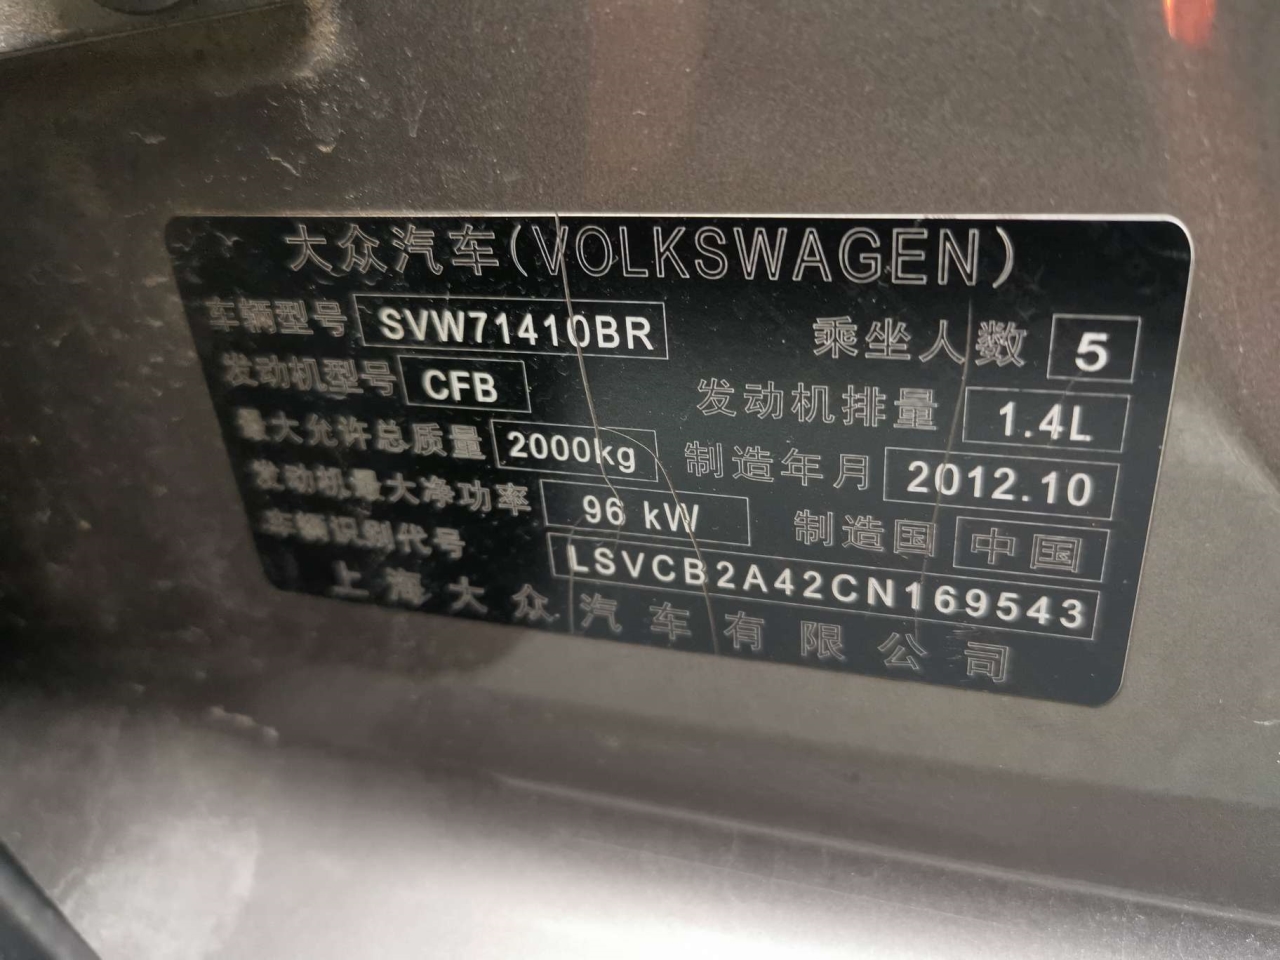 大众汽车(VOLKSWAGEN)
车辆型号 SVW71410BR 乘坐人数 5
发动机型号 CFB 发动机排量 1.4L
最大允许总质量 2000kg 制造年月 2012.10
发动机最大净功率 96 kW 制造国 中国
车辆识别代号 LSVCB2A42CN169543
上海大众汽车有限公司